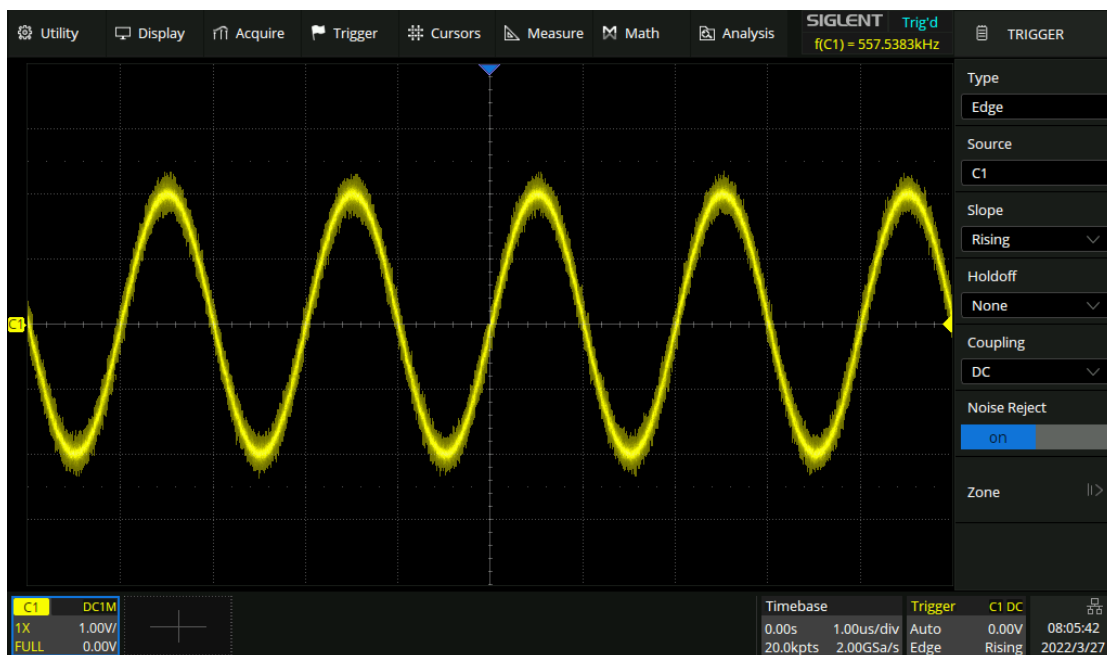 Utility Display Acquire Trigger Cursors Measure Math Analysis
SIGLENT Trig'd
f(C1) = 557.5383kHz
TRIGGER
Type
Edge
Source
C1
Slope
Rising
Holdoff
None
Coupling
DC
Noise Reject
on
Zone
C1
C1 DC1M
1X 1.00V/
FULL 0.00V
Timebase
0.00s 1.00us/div
20.0kpts 2.00GSa/s
Trigger C1 DC
Auto 0.00V
Edge Rising
08:05:42
2022/3/27